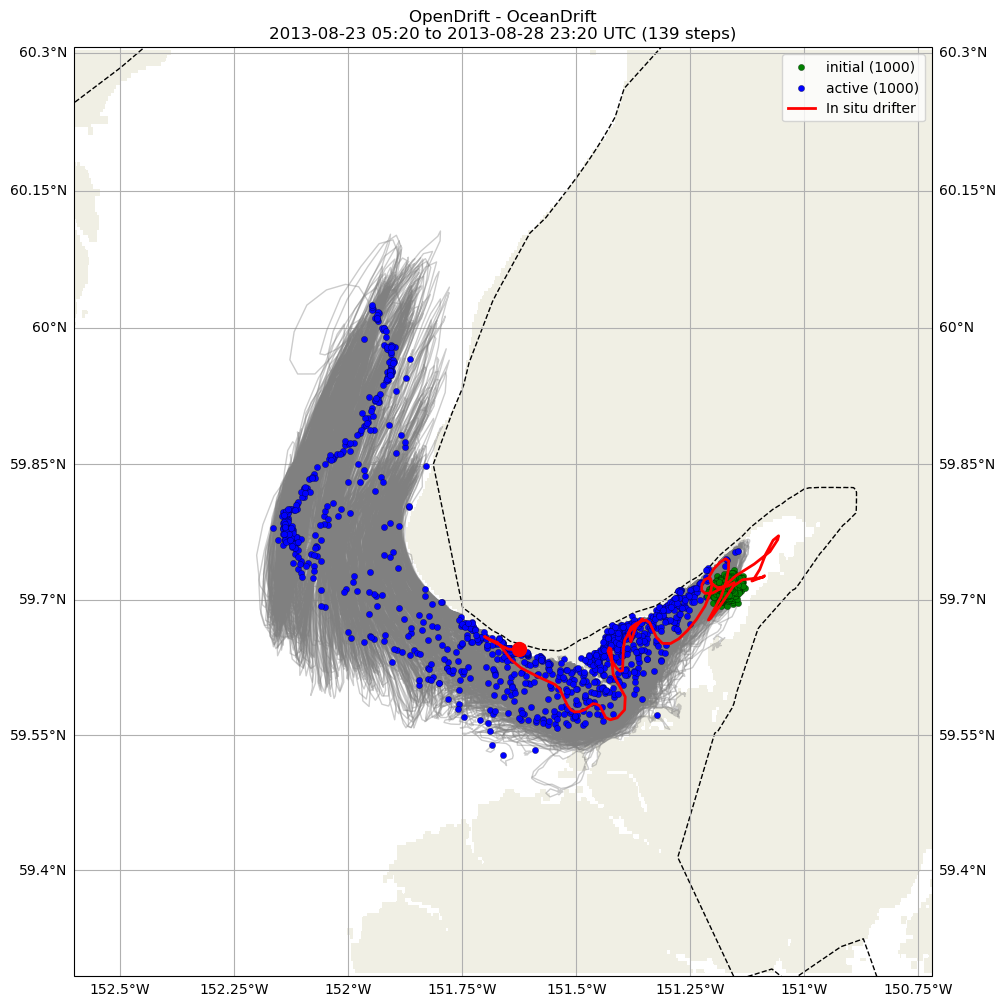 OpenDrift - OceanDrift
2013-08-23 05:20 to 2013-08-28 23:20 UTC (139 steps)
60.3°N
60.3°N
initial (1000)
active (1000)
In situ drifter
60.15°N
60.15°N
60°N
60°N
59.85°N
59.85°N
59.7°N
59.7°N
59.55°N
59.55°N
59.4°N
59.4°N
152.5°W
152.25°W
152°W
151.75°W
151.5°W
151.25°W
151°W
150.75°W